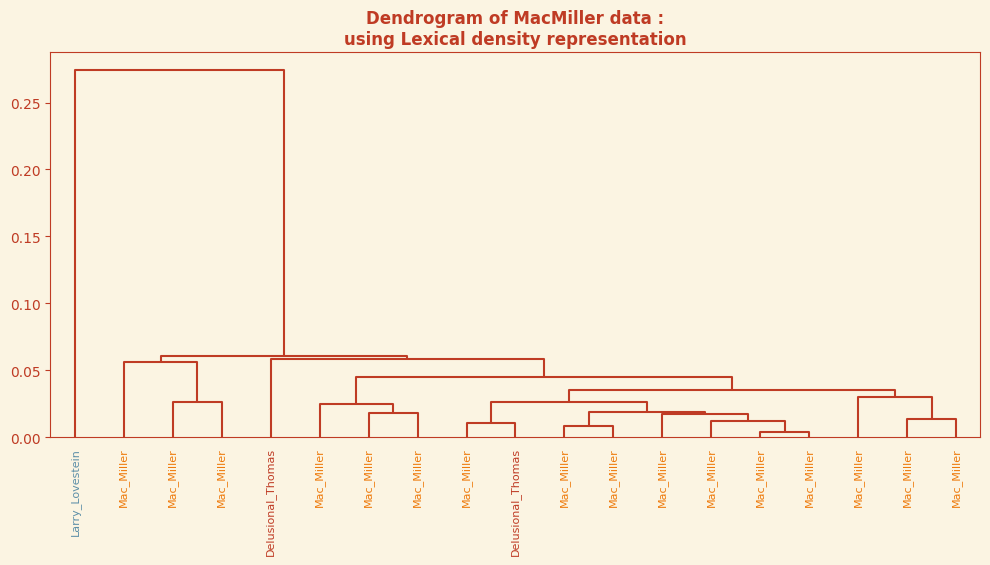 Dendrogram of MacMiller data :
using Lexical density representation
0.25
0.20
0.15
0.10
0.05
0.00
Larry_Lovestein
Mac_Miller
Mac_Miller
Mac_Miller
Delusional_Thomas
Mac_Miller
Mac_Miller
Mac_Miller
Mac_Miller
Delusional_Thomas
Mac_Miller
Mac_Miller
Mac_Miller
Mac_Miller
Mac_Miller
Mac_Miller
Mac_Miller
Mac_Miller
Mac_Miller